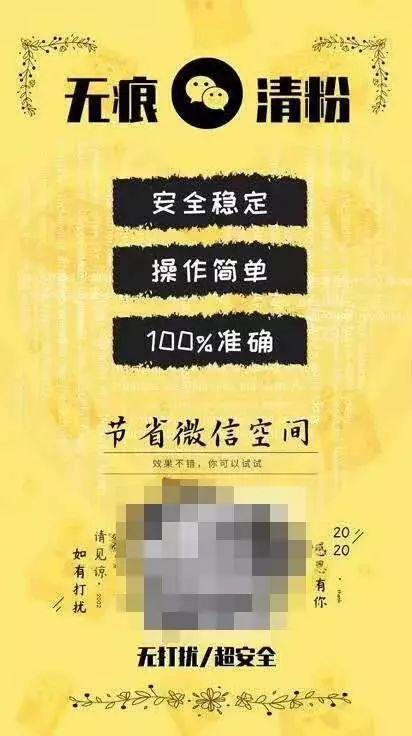 无痕 清粉
安全稳定
操作简单
100%准确
节省微信空间
效果不错，你可以试试
如有打扰
请见谅
2020
感恩有你
无打扰/超安全